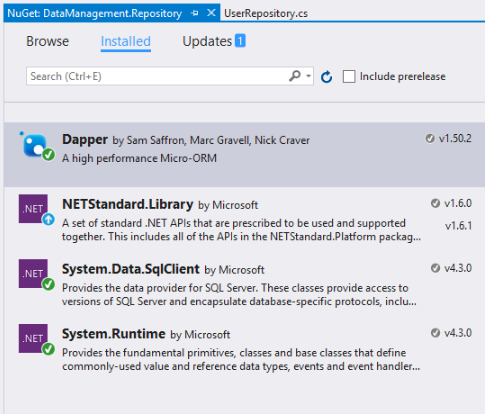 NuGet: DataManagement.Repository UserRepository.cs
Browse Installed Updates 1
Search (Ctrl+E) Include prerelease
Dapper by Sam Saffron, Marc Gravell, Nick Craver v1.50.2
A high performance Micro-ORM
.NET NETStandard.Library by Microsoft v1.6.0
A set of standard .NET APIs that are prescribed to be used and supported v1.6.1
together. This includes all of the APIs in the NETStandard.Platform packag...
.NET System.Data.SqlClient by Microsoft v4.3.0
Provides the data provider for SQL Server. These classes provide access to
versions of SQL Server and encapsulate database-specific protocols, inclu...
.NET System.Runtime by Microsoft v4.3.0
Provides the fundamental primitives, classes and base classes that define
commonly-used value and reference data types, events and event handler...